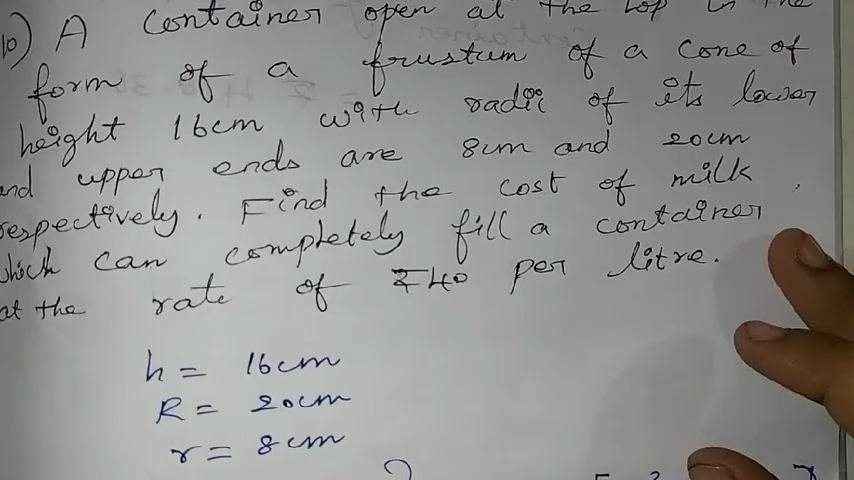 10) A container open at the top in the
form of a frustum of a cone of
height 16cm with radii of its lower
and upper ends are 8cm and 20cm
respectively. Find the cost of milk
which can completely fill a container
at the rate of ₹40 per litre.
h = 16cm
R = 20cm
r = 8cm